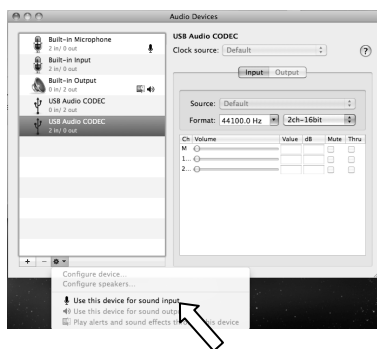 Audio Devices
Built-in Microphone
2 in/ 0 out
Built-in Input
2 in/ 0 out
Built-in Output
0 in/ 2 out
USB Audio CODEC
0 in/ 2 out
USB Audio CODEC
2 in/ 0 out
USB Audio CODEC
Clock source: Default
?
Input Output
Source: Default
Format: 44100.0 Hz 2ch-16bit
Ch Volume Value dB Mute Thru
M
1...
2...
+ −
Configure device...
Configure speakers...
Use this device for sound input
Use this device for sound output
Play alerts and sound effects this device